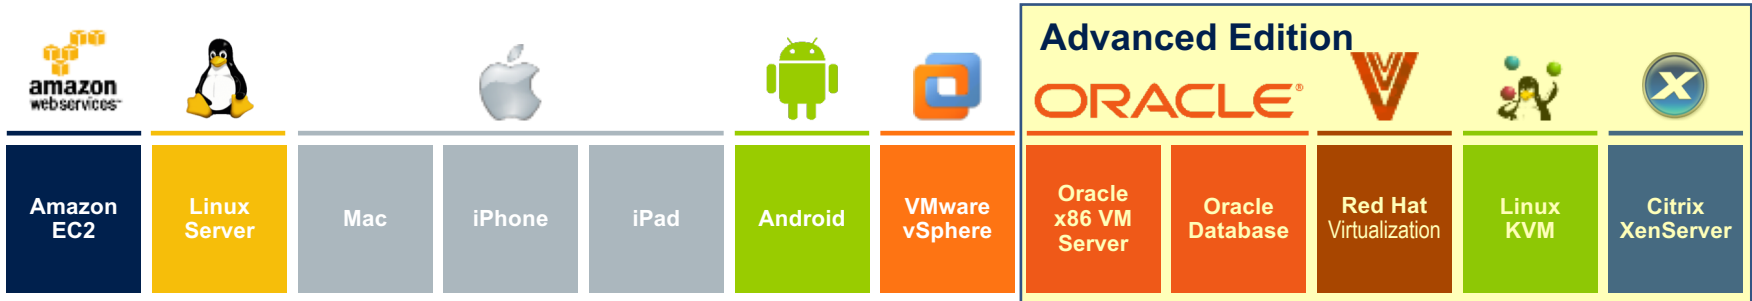 Advanced Edition
amazon
webservices™
ORACLE®
Amazon
EC2
Linux
Server
Mac
iPhone
iPad
Android
VMware
vSphere
Oracle
x86 VM
Server
Oracle
Database
Red Hat
Virtualization
Linux
KVM
Citrix
XenServer